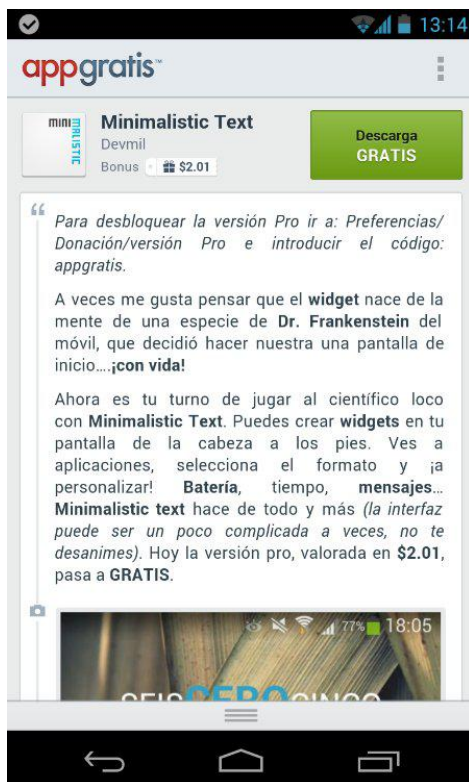 13:14
appgratis™
MINIMALISTIC
Minimalistic Text
Devmil
Bonus $2.01
Descarga
GRATIS
Para desbloquear la versión Pro ir a: Preferencias/
Donación/versión Pro e introducir el código:
appgratis.
A veces me gusta pensar que el widget nace de la
mente de una especie de Dr. Frankenstein del
móvil, que decidió hacer nuestra una pantalla de
inicio....¡con vida!
Ahora es tu turno de jugar al científico loco
con Minimalistic Text. Puedes crear widgets en tu
pantalla de la cabeza a los pies. Ves a
aplicaciones, selecciona el formato y ¡a
personalizar! Batería, tiempo, mensajes...
Minimalistic text hace de todo y más (la interfaz
puede ser un poco complicada a veces, no te
desanimes). Hoy la versión pro, valorada en $2.01,
pasa a GRATIS.
77% 18:05
SEISCEROCINCO